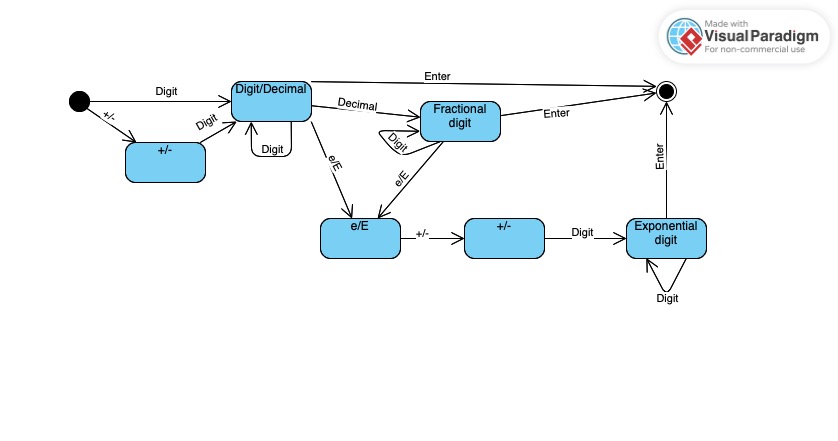 Made with
Visual Paradigm
For non-commercial use
Enter
Digit
Digit/Decimal
Decimal
Fractional
digit
Enter
+/-
Digit
+/-
Digit
Digit
e/E
e/E
Enter
e/E
+/-
+/-
Digit
Exponential
digit
Digit